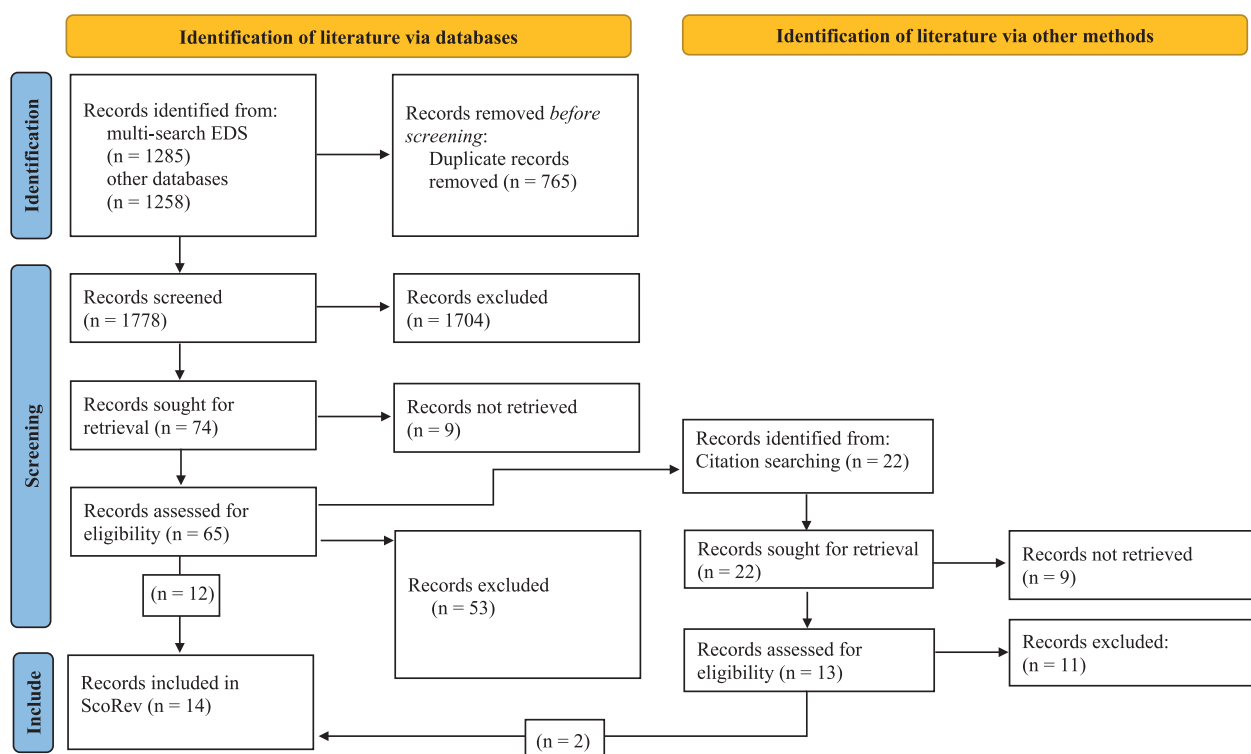 Identification of literature via databases
Identification of literature via other methods
Identification
Records identified from:
multi-search EDS
(n = 1285)
other databases
(n = 1258)
Records removed before
screening:
Duplicate records
removed (n = 765)
Screening
Records screened
(n = 1778)
Records excluded
(n = 1704)
Records sought for
retrieval (n = 74)
Records not retrieved
(n = 9)
Records identified from:
Citation searching (n = 22)
Records assessed for
eligibility (n = 65)
Records excluded
(n = 53)
Records sought for retrieval
(n = 22)
Records not retrieved
(n = 9)
(n = 12)
Records assessed for
eligibility (n = 13)
Records excluded:
(n = 11)
Include
Records included in
ScoRev (n = 14)
(n = 2)